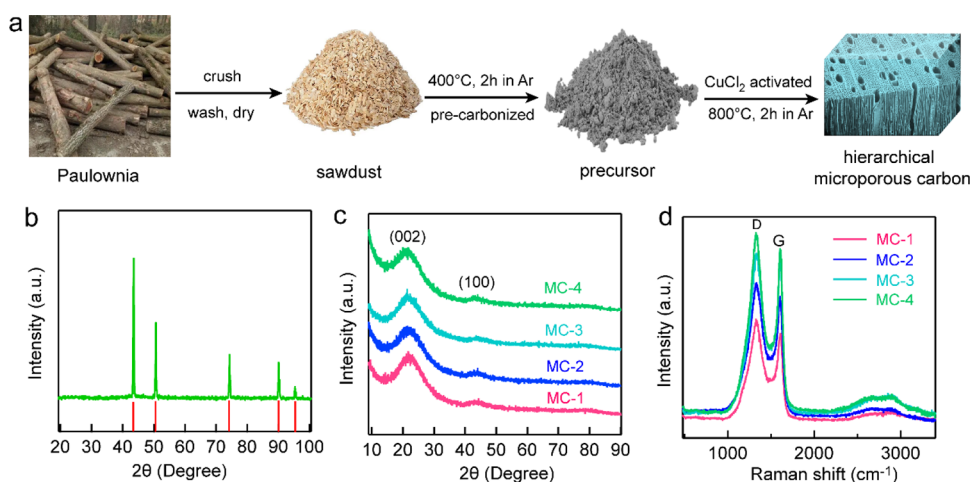 a
crush
wash, dry
400°C, 2h in Ar
pre-carbonized
CuCl₂ activated
800°C, 2h in Ar
Paulownia
sawdust
precursor
hierarchical
microporous carbon
b
Intensity (a.u.)
20 30 40 50 60 70 80 90 100
2θ (Degree)
c
Intensity (a.u.)
(002)
(100)
MC-4
MC-3
MC-2
MC-1
10 20 30 40 50 60 70 80 90
2θ (Degree)
d
Intensity (a.u.)
D
G
MC-1
MC-2
MC-3
MC-4
1000 2000 3000
Raman shift (cm⁻¹)